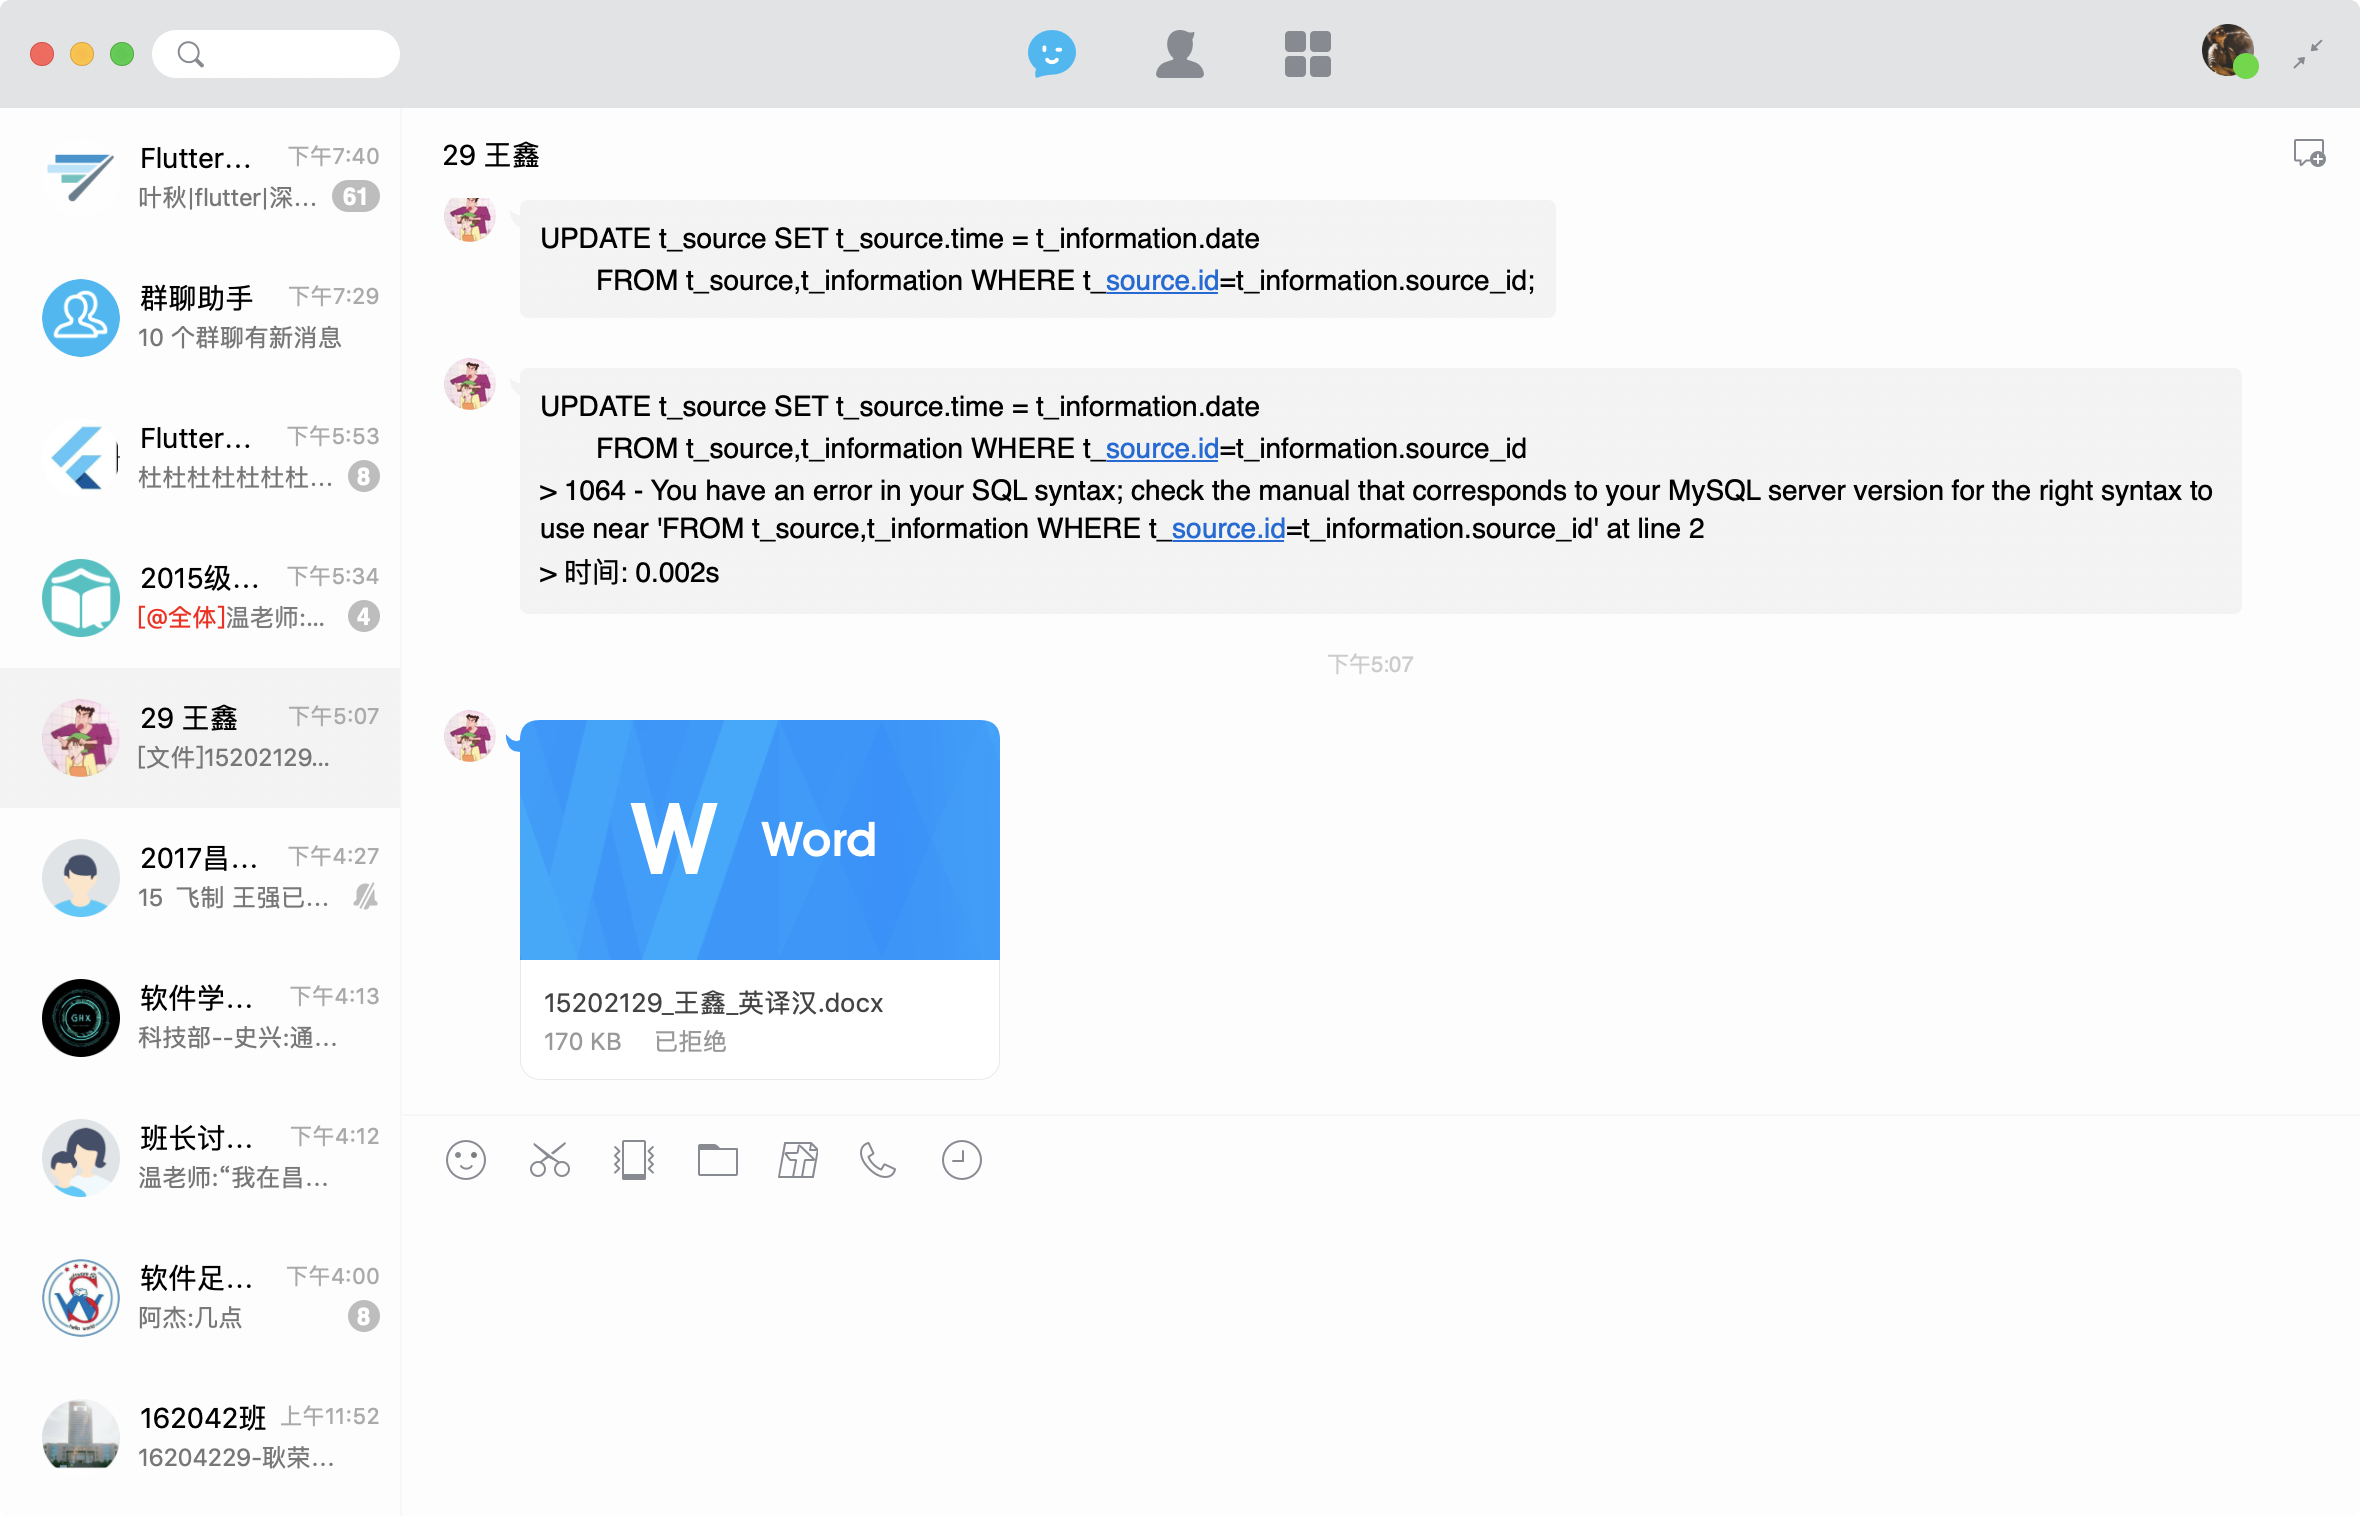 Flutter...
下午7:40
叶秋|flutter|深...
61
群聊助手
下午7:29
10 个群聊有新消息
Flutter...
下午5:53
杜杜杜杜杜杜杜...
8
2015级...
下午5:34
[@全体]温老师:...
4
29 王鑫
下午5:07
[文件]15202129...
2017昌...
下午4:27
15 飞制 王强已...
软件学...
下午4:13
科技部--史兴:通...
班长讨...
下午4:12
温老师:“我在昌...
软件足...
下午4:00
阿杰:几点
8
162042班
上午11:52
16204229-耿荣...
29 王鑫
UPDATE t_source SET t_source.time = t_information.date
FROM t_source,t_information WHERE t_source.id=t_information.source_id;
UPDATE t_source SET t_source.time = t_information.date
FROM t_source,t_information WHERE t_source.id=t_information.source_id
> 1064 - You have an error in your SQL syntax; check the manual that corresponds to your MySQL server version for the right syntax to
use near 'FROM t_source,t_information WHERE t_source.id=t_information.source_id' at line 2
> 时间: 0.002s
下午5:07
W Word
15202129_王鑫_英译汉.docx
170 KB 已拒绝